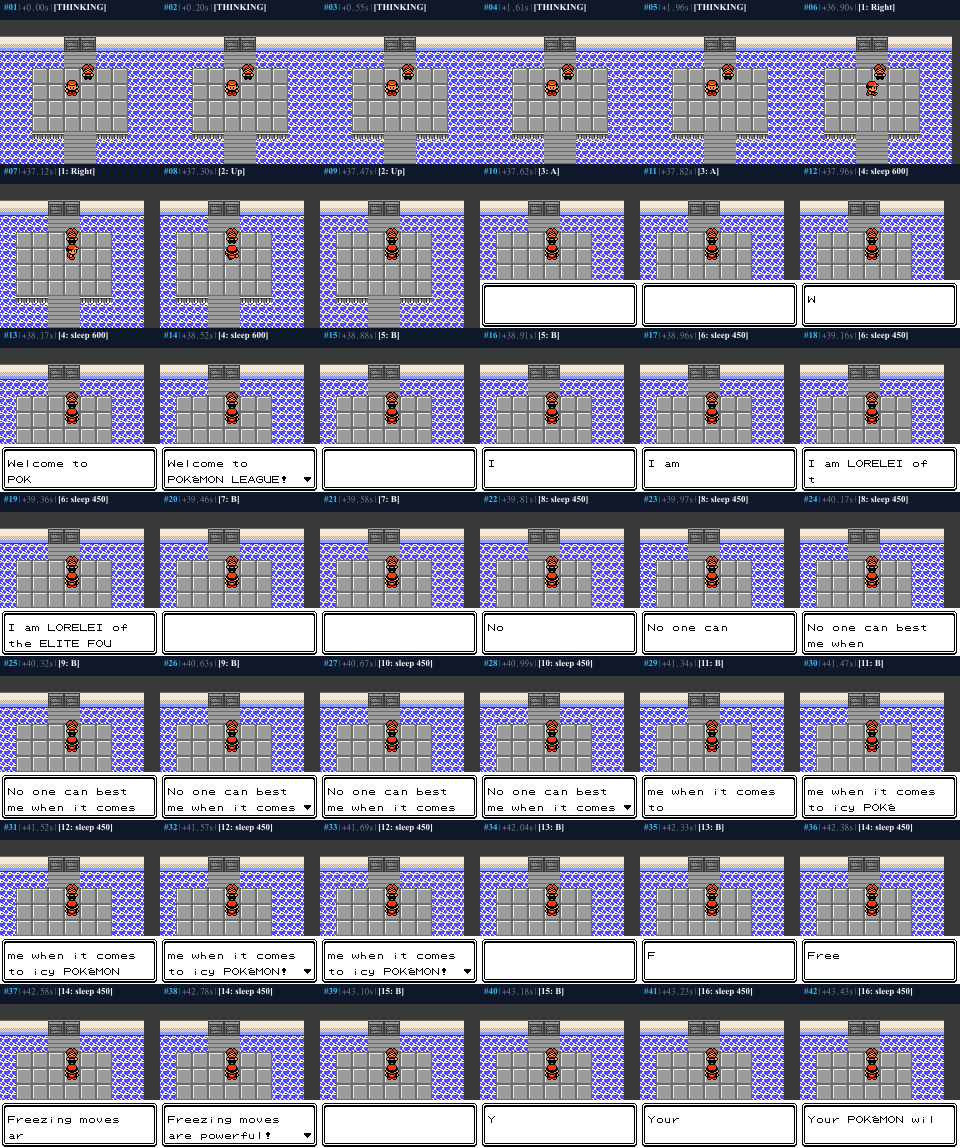 #01|+0.00s|[THINKING]
#02|+0.20s|[THINKING]
#03|+0.55s|[THINKING]
#04|+1.61s|[THINKING]
#05|+1.96s|[THINKING]
#06|+36.90s|[1: Right]
#07|+37.12s|[1: Right]
#08|+37.30s|[2: Up]
#09|+37.47s|[2: Up]
#10|+37.62s|[3: A]
#11|+37.82s|[3: A]
#12|+37.96s|[4: sleep 600]
W
#13|+38.17s|[4: sleep 600]
#14|+38.52s|[4: sleep 600]
#15|+38.88s|[5: B]
#16|+38.91s|[5: B]
#17|+38.96s|[6: sleep 450]
#18|+39.16s|[6: sleep 450]
Welcome to
POK
Welcome to
POKéMON LEAGUE!
I
I am
I am LORELEI of
t
#19|+39.36s|[6: sleep 450]
#20|+39.46s|[7: B]
#21|+39.58s|[7: B]
#22|+39.81s|[8: sleep 450]
#23|+39.97s|[8: sleep 450]
#24|+40.17s|[8: sleep 450]
I am LORELEI of
the ELITE FOU
No
No one can
No one can best
me when
#25|+40.32s|[9: B]
#26|+40.63s|[9: B]
#27|+40.67s|[10: sleep 450]
#28|+40.99s|[10: sleep 450]
#29|+41.34s|[11: B]
#30|+41.47s|[11: B]
No one can best
me when it comes
No one can best
me when it comes
No one can best
me when it comes
No one can best
me when it comes
me when it comes
to
me when it comes
to icy POKé
#31|+41.52s|[12: sleep 450]
#32|+41.57s|[12: sleep 450]
#33|+41.69s|[12: sleep 450]
#34|+42.04s|[13: B]
#35|+42.33s|[13: B]
#36|+42.38s|[14: sleep 450]
me when it comes
to icy POKéMON
me when it comes
to icy POKéMON!
me when it comes
to icy POKéMON!
F
Free
#37|+42.58s|[14: sleep 450]
#38|+42.78s|[14: sleep 450]
#39|+43.10s|[15: B]
#40|+43.18s|[15: B]
#41|+43.23s|[16: sleep 450]
#42|+43.43s|[16: sleep 450]
Freezing moves
ar
Freezing moves
are powerful!
Y
Your
Your POKéMON wil